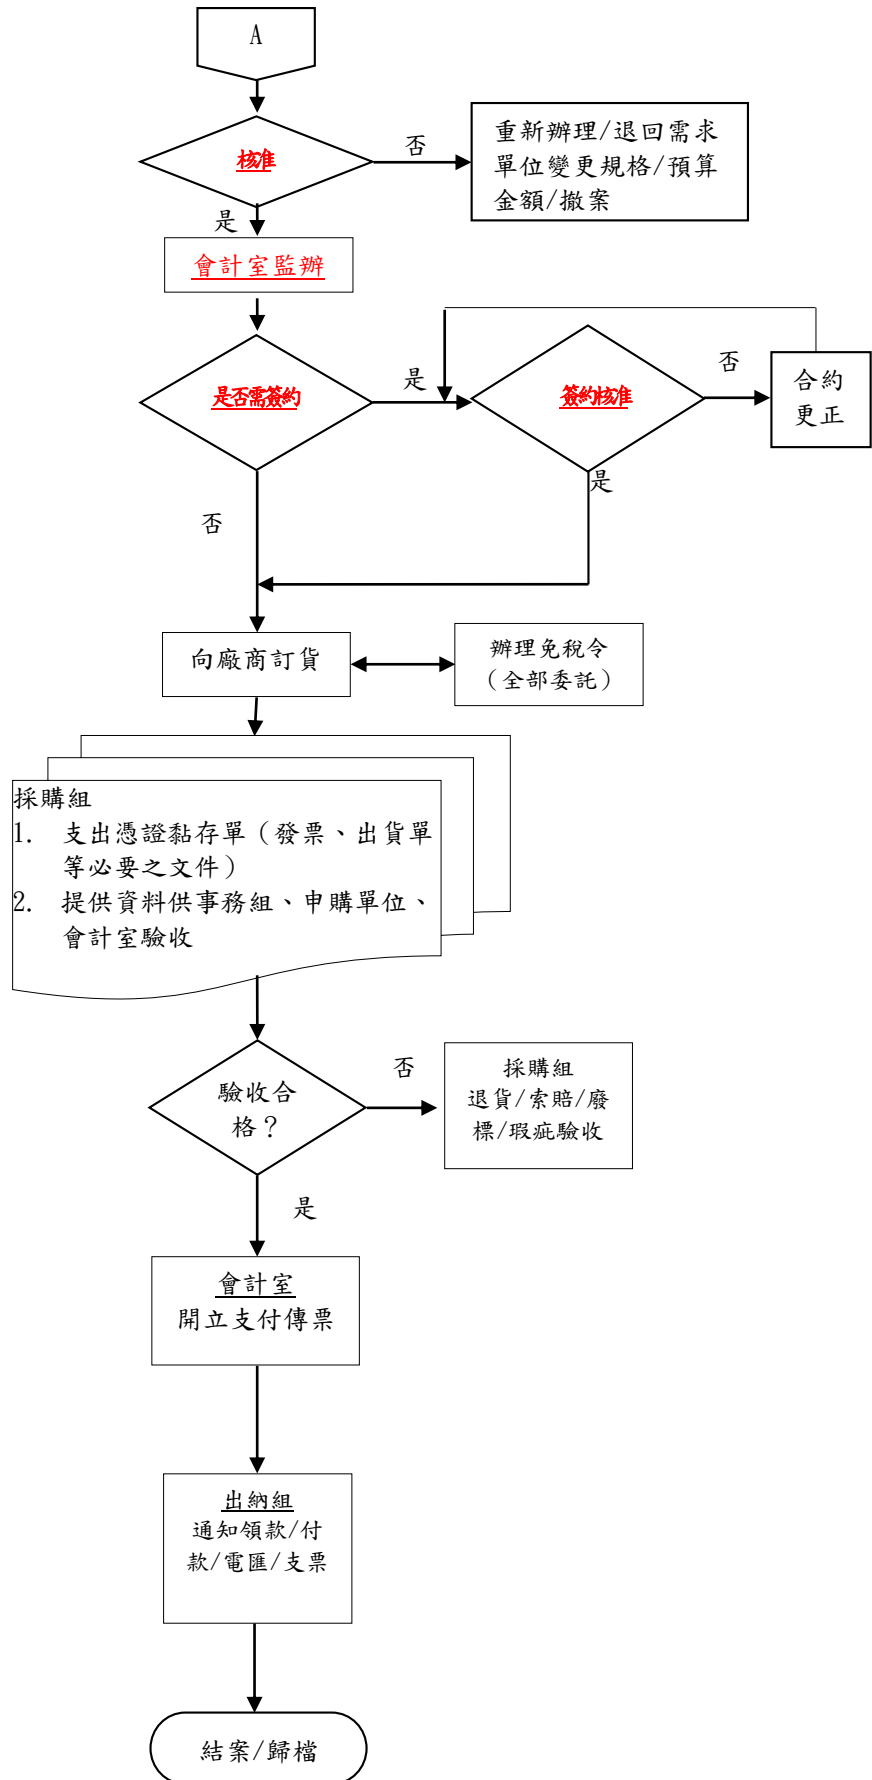 A
核准
否
重新辦理/退回需求
單位變更規格/預算
金額/撤案
是
會計室監辦
是否需簽約
是
簽約核准
否
合約
更正
是
否
向廠商訂貨
辦理免稅令
（全部委託）
採購組
1. 支出憑證黏存單（發票、出貨單
等必要之文件）
2. 提供資料供事務組、申購單位、
會計室驗收
驗收合
格？
否
採購組
退貨/索賠/廢
標/瑕疵驗收
是
會計室
開立支付傳票
出納組
通知領款/付
款/電匯/支票
結案/歸檔